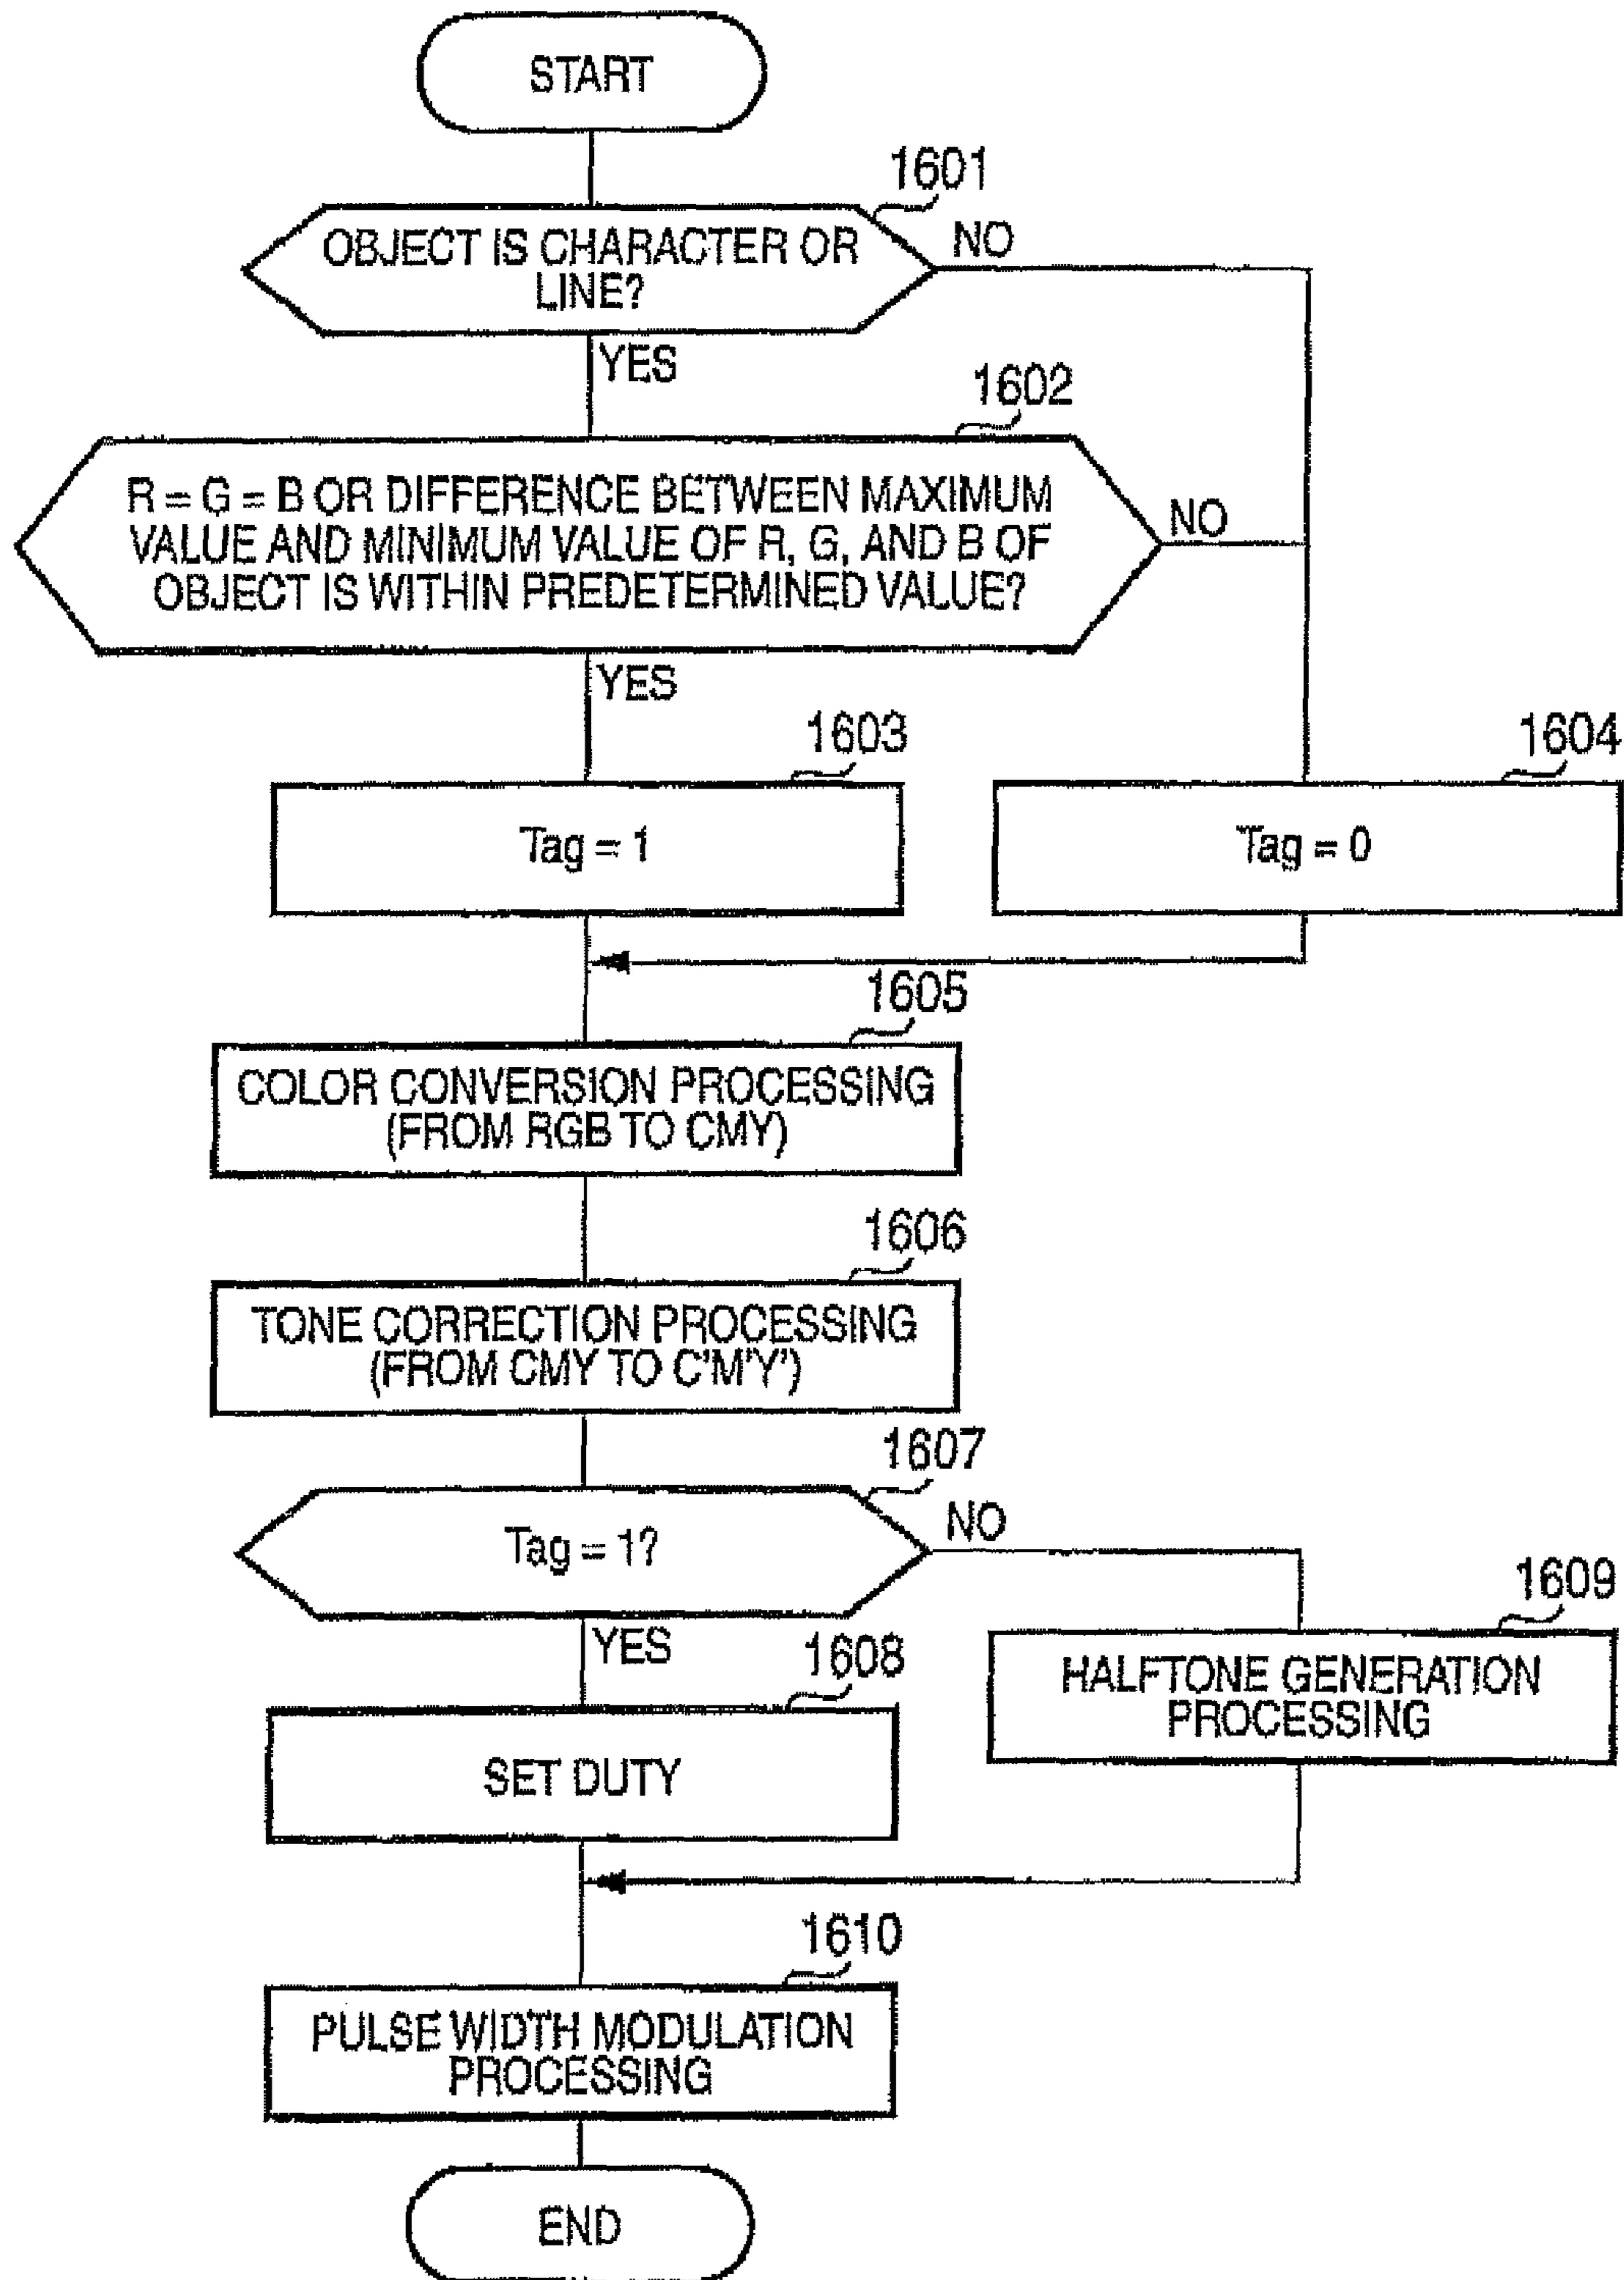 START
1601
OBJECT IS CHARACTER OR
LINE?
NO
YES
1602
R = G = B OR DIFFERENCE BETWEEN MAXIMUM
VALUE AND MINIMUM VALUE OF R, G, AND B OF
OBJECT IS WITHIN PREDETERMINED VALUE?
NO
YES
1603
Tag = 1
1604
Tag = 0
1605
COLOR CONVERSION PROCESSING
(FROM RGB TO CMY)
1606
TONE CORRECTION PROCESSING
(FROM CMY TO C'M'Y')
1607
Tag = 1?
NO
YES
1608
SET DUTY
1609
HALFTONE GENERATION
PROCESSING
1610
PULSE WIDTH MODULATION
PROCESSING
END